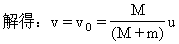 解得：v = v₀ = M/(M+m) u